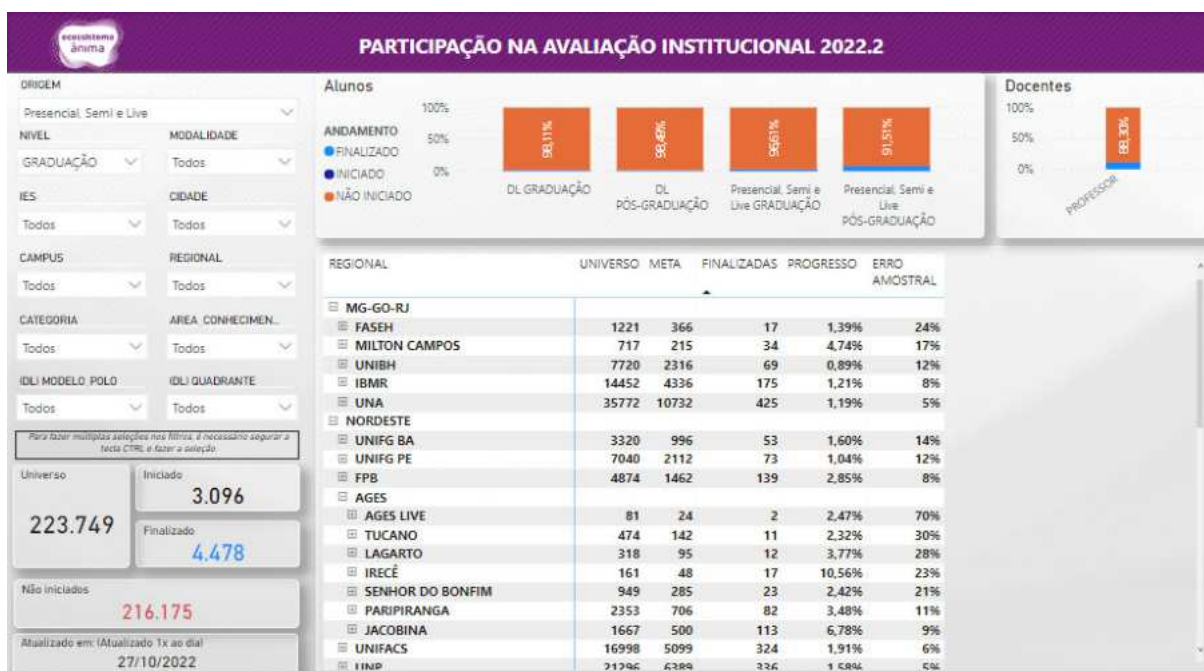 ecossistema
ânima
PARTICIPAÇÃO NA AVALIAÇÃO INSTITUCIONAL 2022.2
ORIGEM
Presencial, Semi e Live
NIVEL MODALIDADE
GRADUAÇÃO Todos
IES CIDADE
Todos Todos
CAMPUS REGIONAL
Todos Todos
CATEGORIA AREA_CONHECIMEN...
Todos Todos
(DL) MODELO_POLO (DL) QUADRANTE
Todos Todos
Para fazer multiplas seleções nos filtros, é necessário segurar a
tecla CTRL e fazer a seleção
Universo
223.749
Iniciado
3.096
Finalizado
4.478
Não iniciados
216.175
Atualizado em: (Atualizado 1x ao dia)
27/10/2022
Alunos
ANDAMENTO
FINALIZADO
INICIADO
NÃO INICIADO
100%
50%
0%
98,11%
98,49%
96,61%
91,51%
DL GRADUAÇÃO
DL
PÓS-GRADUAÇÃO
Presencial, Semi e
Live GRADUAÇÃO
Presencial, Semi e
Live
PÓS-GRADUAÇÃO
Docentes
100%
50%
0%
88,30%
PROFESSOR
REGIONAL UNIVERSO META FINALIZADAS PROGRESSO ERRO
AMOSTRAL
MG-GO-RJ
FASEH 1221 366 17 1,39% 24%
MILTON CAMPOS 717 215 34 4,74% 17%
UNIBH 7720 2316 69 0,89% 12%
IBMR 14452 4336 175 1,21% 8%
UNA 35772 10732 425 1,19% 5%
NORDESTE
UNIFG BA 3320 996 53 1,60% 14%
UNIFG PE 7040 2112 73 1,04% 12%
FPB 4874 1462 139 2,85% 8%
AGES
AGES LIVE 81 24 2 2,47% 70%
TUCANO 474 142 11 2,32% 30%
LAGARTO 318 95 12 3,77% 28%
IRECÊ 161 48 17 10,56% 23%
SENHOR DO BONFIM 949 285 23 2,42% 21%
PARIPIRANGA 2353 706 82 3,48% 11%
JACOBINA 1667 500 113 6,78% 9%
UNIFACS 16998 5099 324 1,91% 6%
UNP 21296 6389 336 1,58% 5%